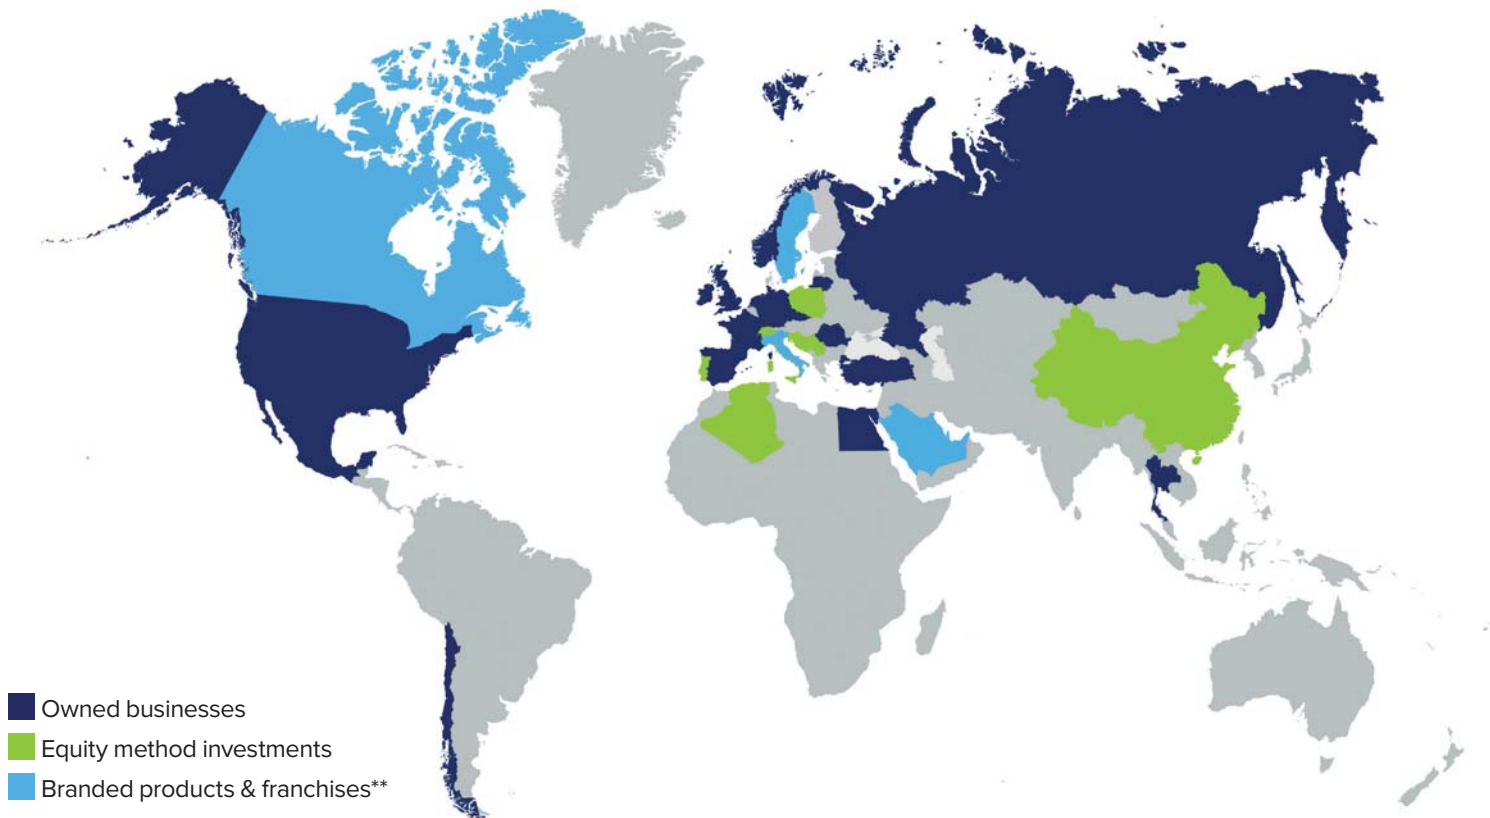 Owned businesses
Equity method investments
Branded products & franchises**